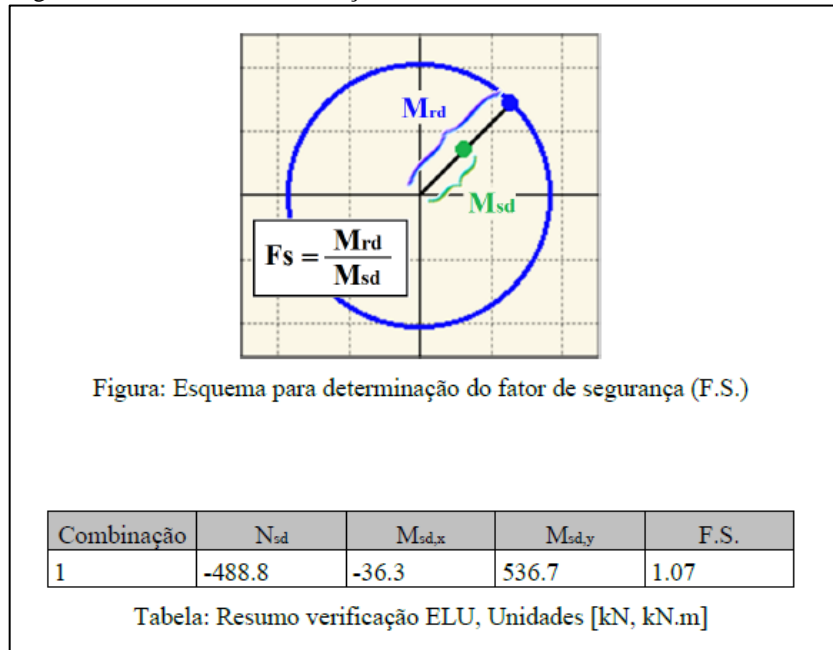 Mrd
Msd
Fs = Mrd / Msd
Figura: Esquema para determinação do fator de segurança (F.S.)
Combinação Nsd Msd,x Msd,y F.S.
1 -488.8 -36.3 536.7 1.07
Tabela: Resumo verificação ELU, Unidades [kN, kN.m]